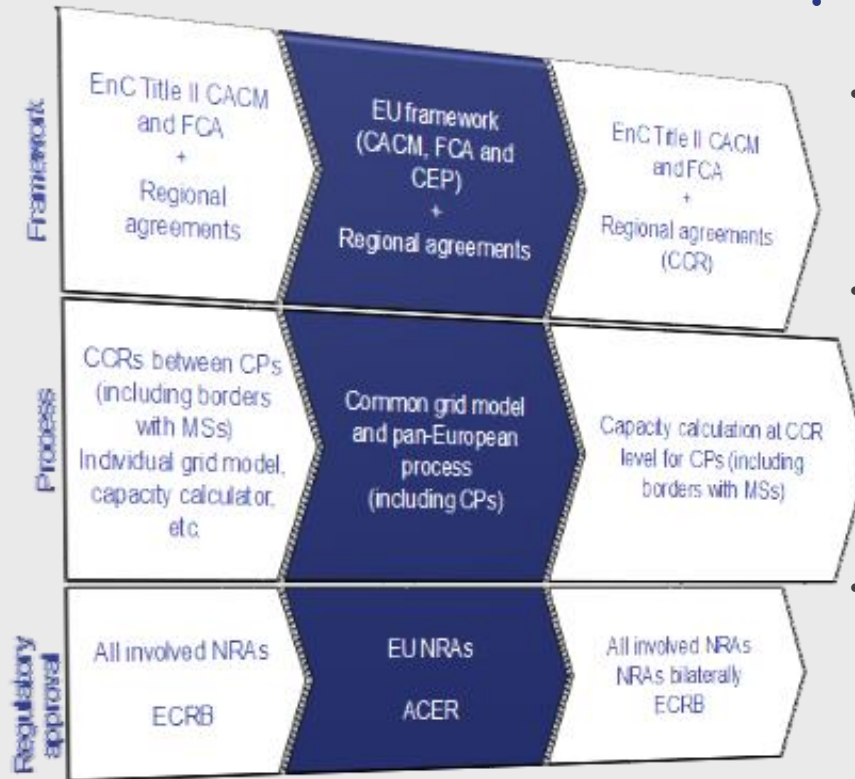 Framework
EnC Title II CACM
and FCA
+
Regional
agreements
EU framework
(CACM, FCA and
CEP)
+
Regional agreements
EnC Title II CACM
and FCA
+
Regional agreements
(CCR)
Process
CCRs between CPs
(including borders
with MSs)
Individual grid model,
capacity calculator,
etc.
Common grid model
and pan-European
process
(including CPs)
Capacity calculation at CCR
level for CPs (including
borders with MSs)
Regulatory
approval
All involved NRAs
ECRB
EU NRAs
ACER
All involved NRAs
NRAs bilaterally
ECRB